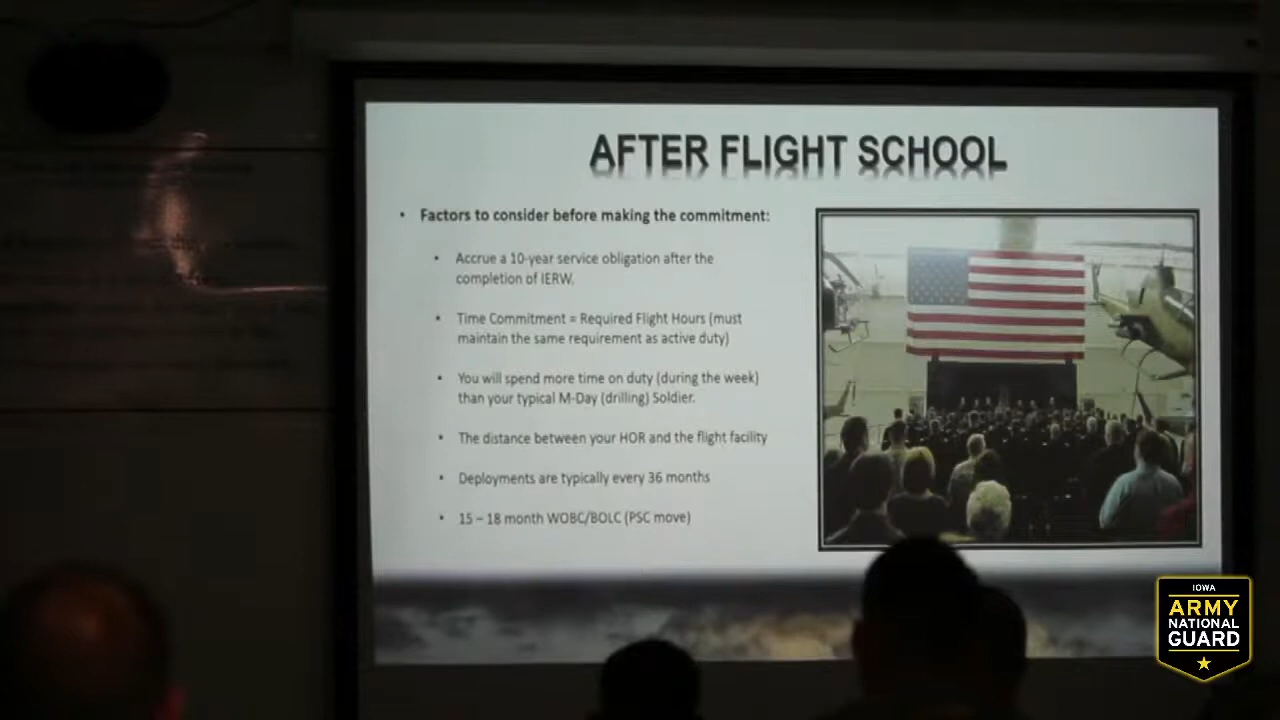 AFTER FLIGHT SCHOOL
• Factors to consider before making the commitment:
• Accrue a 10-year service obligation after the
completion of IERW.
• Time Commitment = Required Flight Hours (must
maintain the same requirement as active duty)
• You will spend more time on duty (during the week)
than your typical M-Day (drilling) Soldier.
• The distance between your HOR and the flight facility
• Deployments are typically every 36 months
• 15 – 18 month WOBC/BOLC (PSC move)
IOWA
ARMY
NATIONAL
GUARD